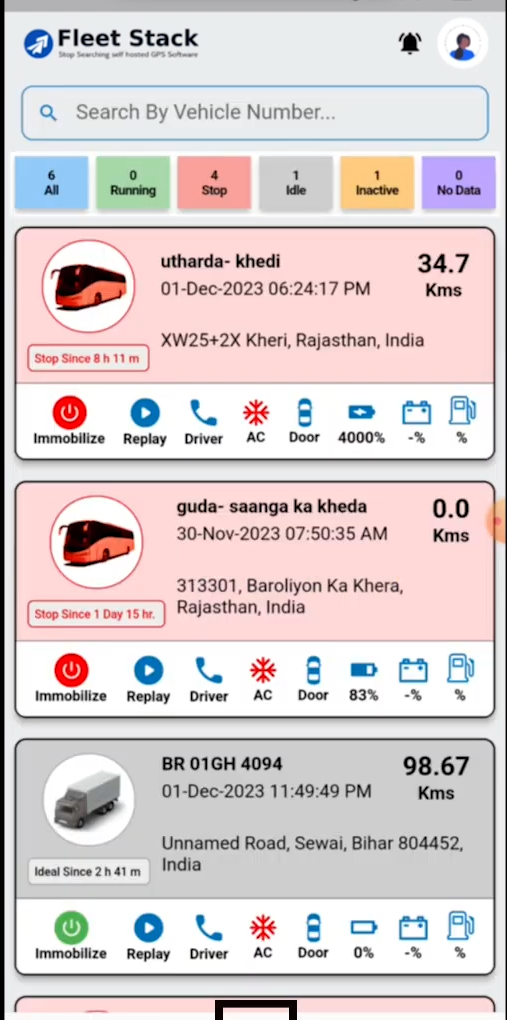 Fleet Stack
Stop Searching self hosted GPS Software
Search By Vehicle Number...
6 0 4 1 1 0
All Running Stop Idle Inactive No Data
utharda- khedi 34.7
01-Dec-2023 06:24:17 PM Kms
XW25+2X Kheri, Rajasthan, India
Stop Since 8 h 11 m
Immobilize Replay Driver AC Door 4000% -% %
guda- saanga ka kheda 0.0
30-Nov-2023 07:50:35 AM Kms
313301, Baroliyon Ka Khera,
Rajasthan, India
Stop Since 1 Day 15 hr.
Immobilize Replay Driver AC Door 83% -% %
BR 01GH 4094 98.67
01-Dec-2023 11:49:49 PM Kms
Unnamed Road, Sewai, Bihar 804452,
India
Ideal Since 2 h 41 m
Immobilize Replay Driver AC Door 0% -% %